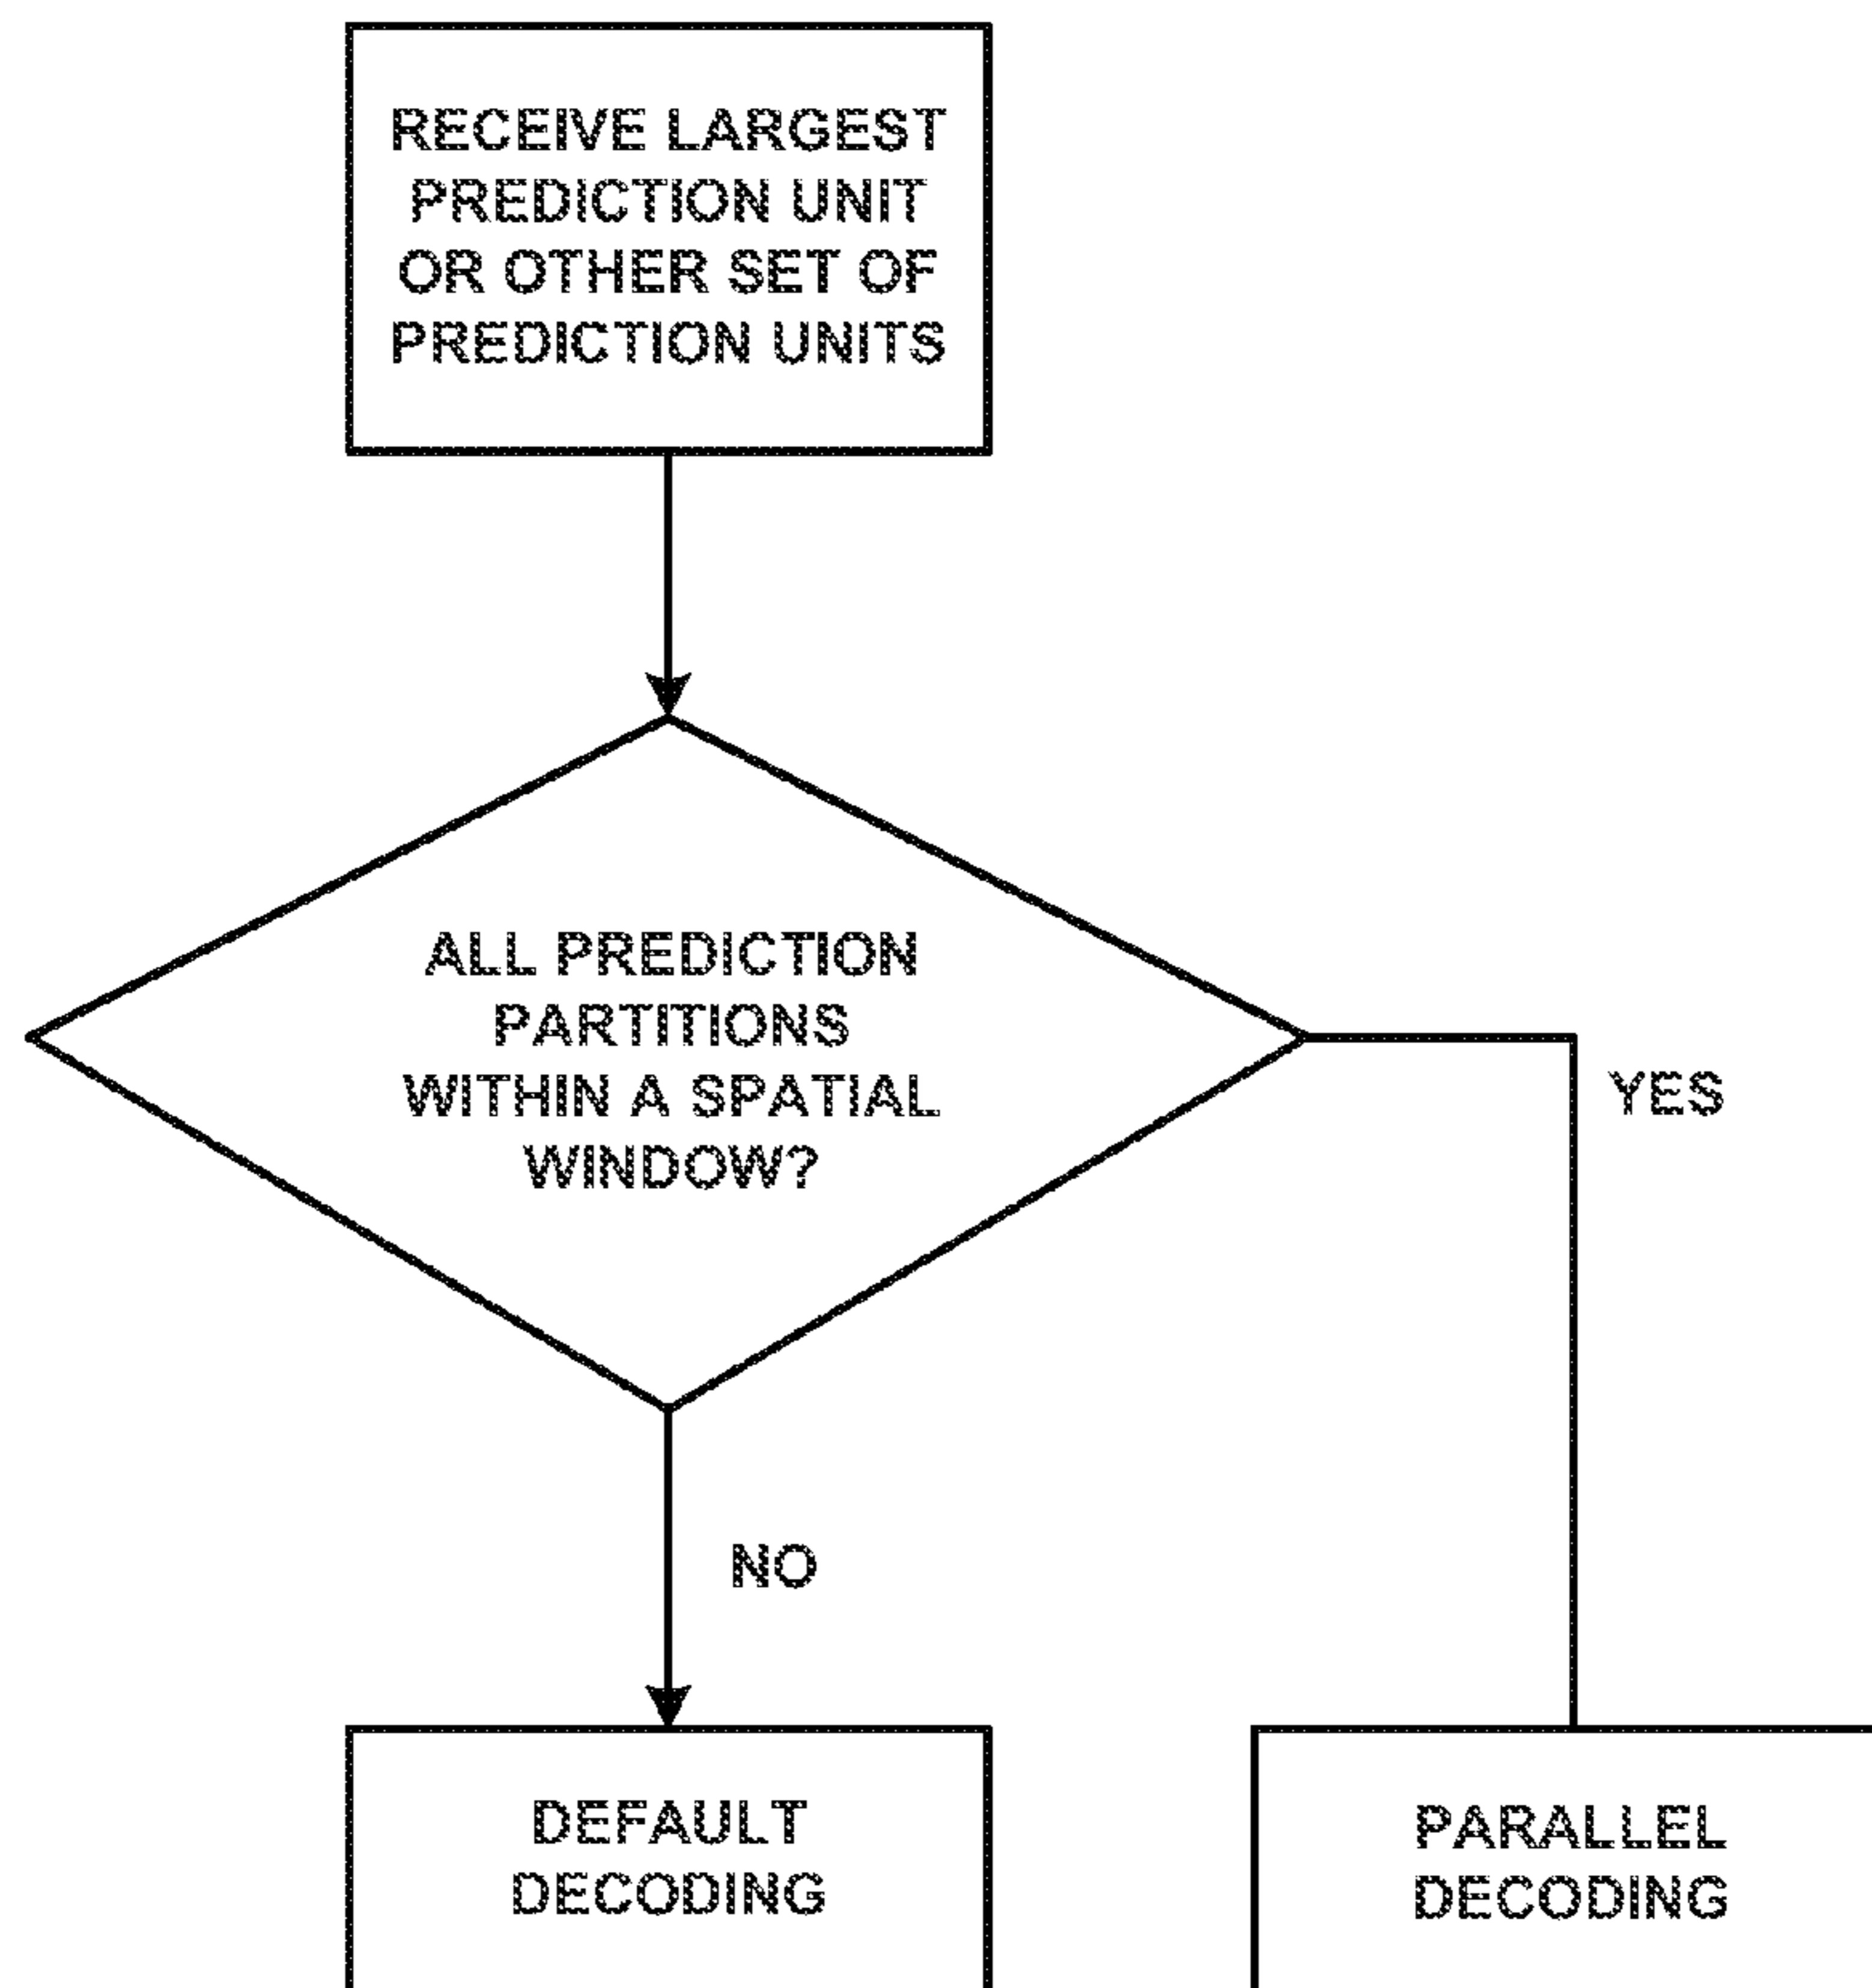 RECEIVE LARGEST
PREDICTION UNIT
OR OTHER SET OF
PREDICTION UNITS
ALL PREDICTION
PARTITIONS
WITHIN A SPATIAL
WINDOW?
YES
NO
DEFAULT
DECODING
PARALLEL
DECODING